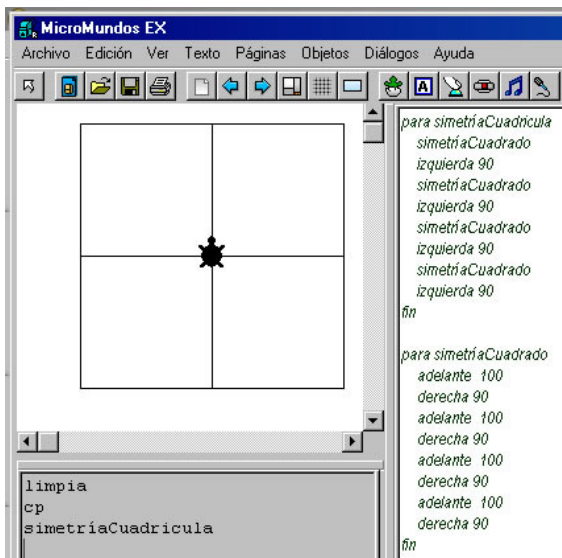 MicroMundos EX
Archivo Edición Ver Texto Páginas Objetos Diálogos Ayuda
para simetríaCuadricula
simetríaCuadrado
izquierda 90
simetríaCuadrado
izquierda 90
simetríaCuadrado
izquierda 90
simetríaCuadrado
izquierda 90
fin
para simetríaCuadrado
adelante 100
derecha 90
adelante 100
derecha 90
adelante 100
derecha 90
adelante 100
derecha 90
fin
limpia
cp
simetríaCuadricula